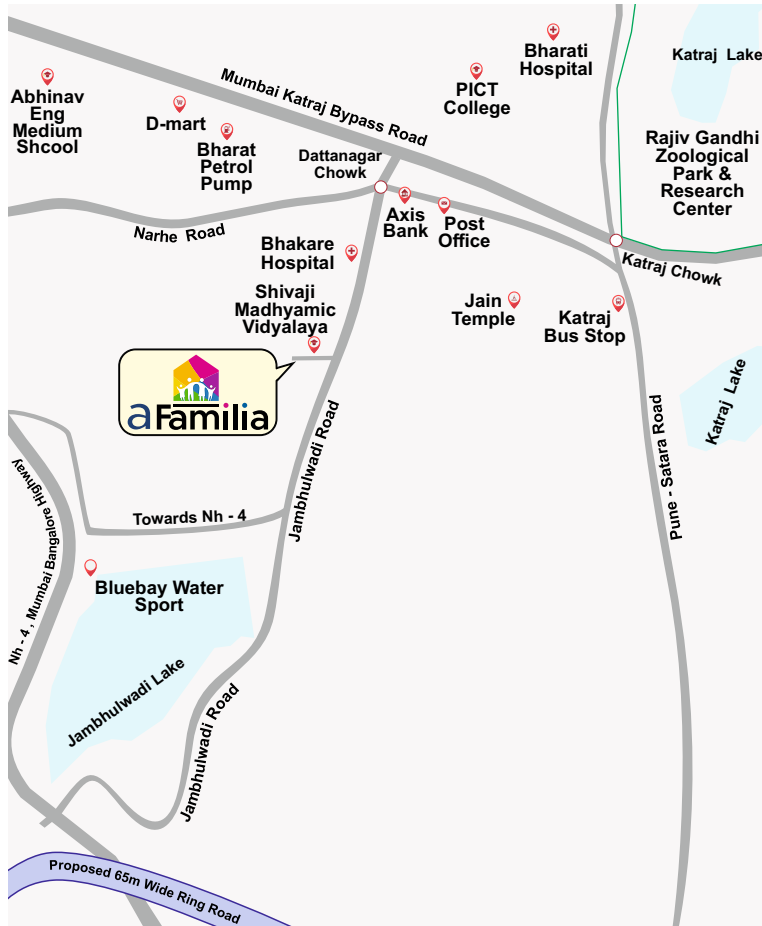 Bharati
Hospital
Katraj Lake
PICT
College
Abhinav
Eng
Medium
Shcool
D-mart
Bharat
Petrol
Pump
Mumbai Katraj Bypass Road
Dattanagar
Chowk
Rajiv Gandhi
Zoological
Park &
Research
Center
Axis
Bank
Post
Office
Narhe Road
Bhakare
Hospital
Katraj Chowk
Shivaji
Madhyamic
Vidyalaya
Jain
Temple
Katraj
Bus Stop
aFamilia
Katraj Lake
Jambhulwadi Road
Pune - Satara Road
Nh - 4 , Mumbai Bangalore Highway
Towards Nh - 4
Bluebay Water
Sport
Jambhulwadi Lake
Jambhulwadi Road
Proposed 65m Wide Ring Road